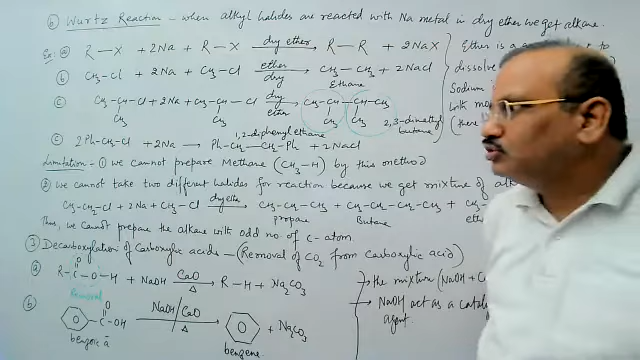 ② Wurtz Reaction - when alkyl halides are reacted with Na metal in dry ether we get alkane.
Ex: ⓐ R—X + 2Na + R—X dry ether → R—R + 2NaX
ⓑ CH3-Cl + 2Na + CH3-Cl ether dry → CH3-CH3 + 2NaCl
Ethane
ⓒ CH3-CH-Cl + 2Na + CH3-CH-Cl dry ether → CH3-CH-CH-CH3
CH3 CH3 CH3 CH3 2,3-dimethyl butane
ⓒ 2Ph-CH2-Cl + 2Na → Ph-CH2-CH2-Ph + 2NaCl
1,2-diphenylethane
Ether is a
dissolve
Sodium
with
(there
Limitation - ① we cannot prepare Methane (CH3-H) by this method
② we cannot take two different halides for reaction because we get mixture of
CH3-CH2Cl + 2Na + CH3-Cl dry ether → CH3-CH2-CH3 + CH3-CH2-CH2-CH3 + CH3-
propane Butane eth
Thus, we cannot prepare the alkane with odd no. of C-atom.
③ Decarboxylation of Carboxylic acids - (Removal of CO2 from Carboxylic acid)
ⓐ R-C-O-H + NaOH CaO Δ → R-H + Na2CO3
O
Removal
ⓑ C-OH NaOH/CaO Δ → + Na2CO3
O
benzoic a benzene
→ the mixture (NaOH + C
→ NaOH act as a
agent.